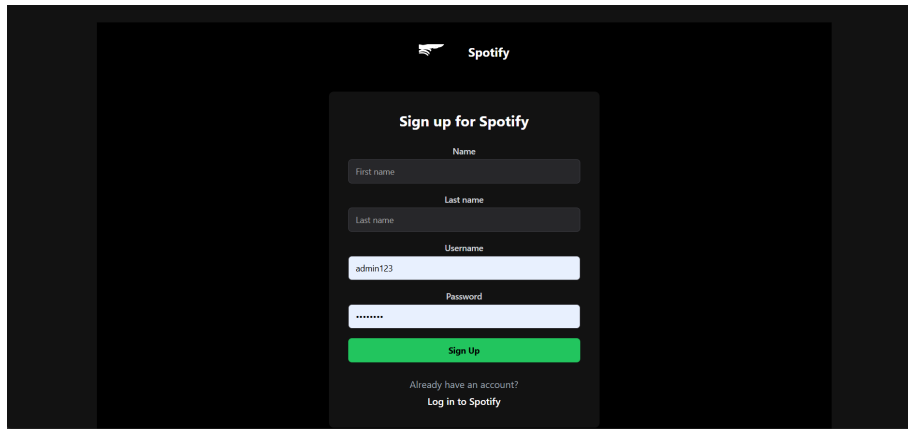 Spotify
Sign up for Spotify
Name
First name
Last name
Last name
Username
admin123
Password
••••••••
Sign Up
Already have an account?
Log in to Spotify